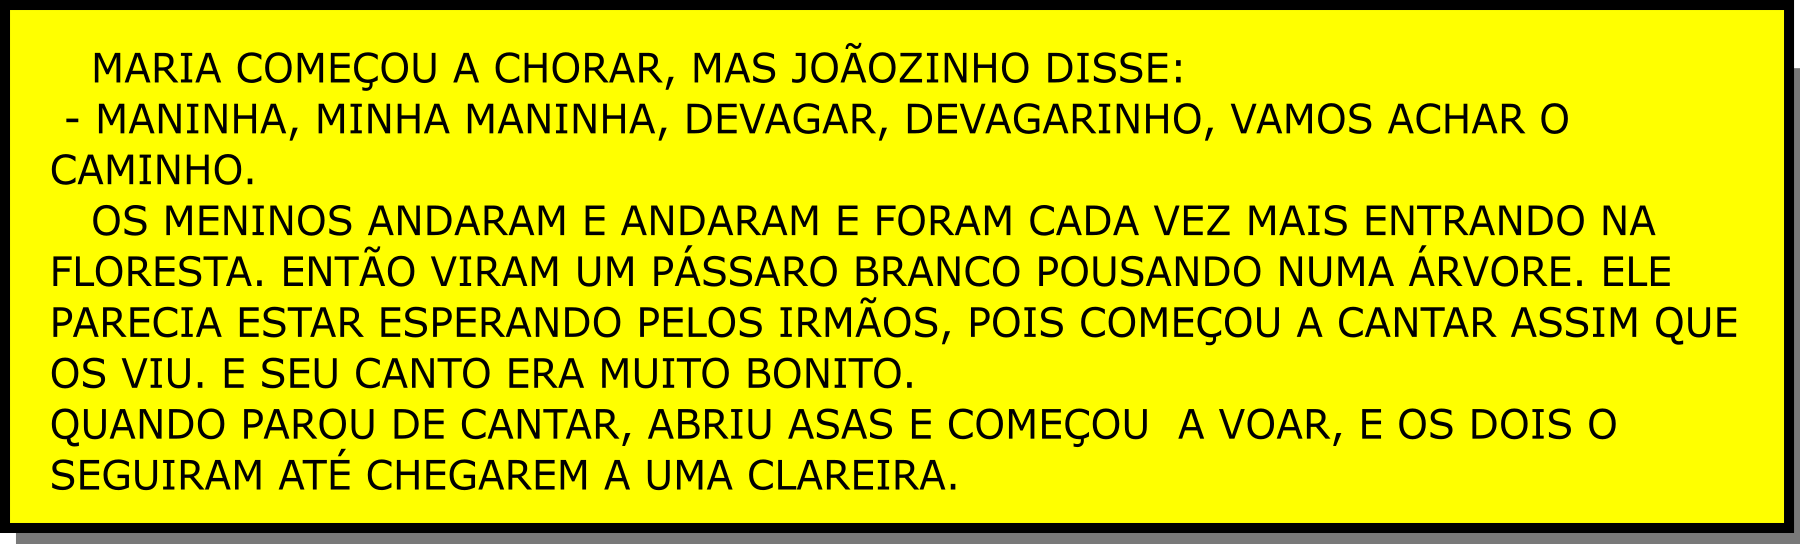 MARIA COMEÇOU A CHORAR, MAS JOÃOZINHO DISSE:
- MANINHA, MINHA MANINHA, DEVAGAR, DEVAGARINHO, VAMOS ACHAR O
CAMINHO.
OS MENINOS ANDARAM E ANDARAM E FORAM CADA VEZ MAIS ENTRANDO NA
FLORESTA. ENTÃO VIRAM UM PÁSSARO BRANCO POUSANDO NUMA ÁRVORE. ELE
PARECIA ESTAR ESPERANDO PELOS IRMÃOS, POIS COMEÇOU A CANTAR ASSIM QUE
OS VIU. E SEU CANTO ERA MUITO BONITO.
QUANDO PAROU DE CANTAR, ABRIU ASAS E COMEÇOU  A VOAR, E OS DOIS O
SEGUIRAM ATÉ CHEGAREM A UMA CLAREIRA.